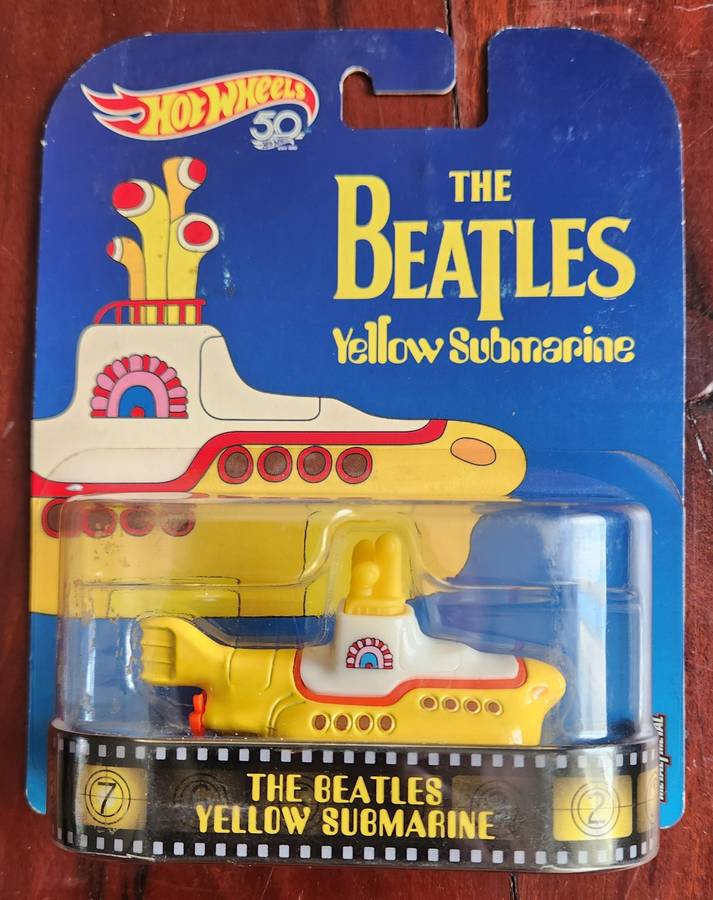 HOT WHEELS
50
THE
BEATLES
Yellow Submarine
7
2
THE BEATLES
YELLOW SUBMARINE